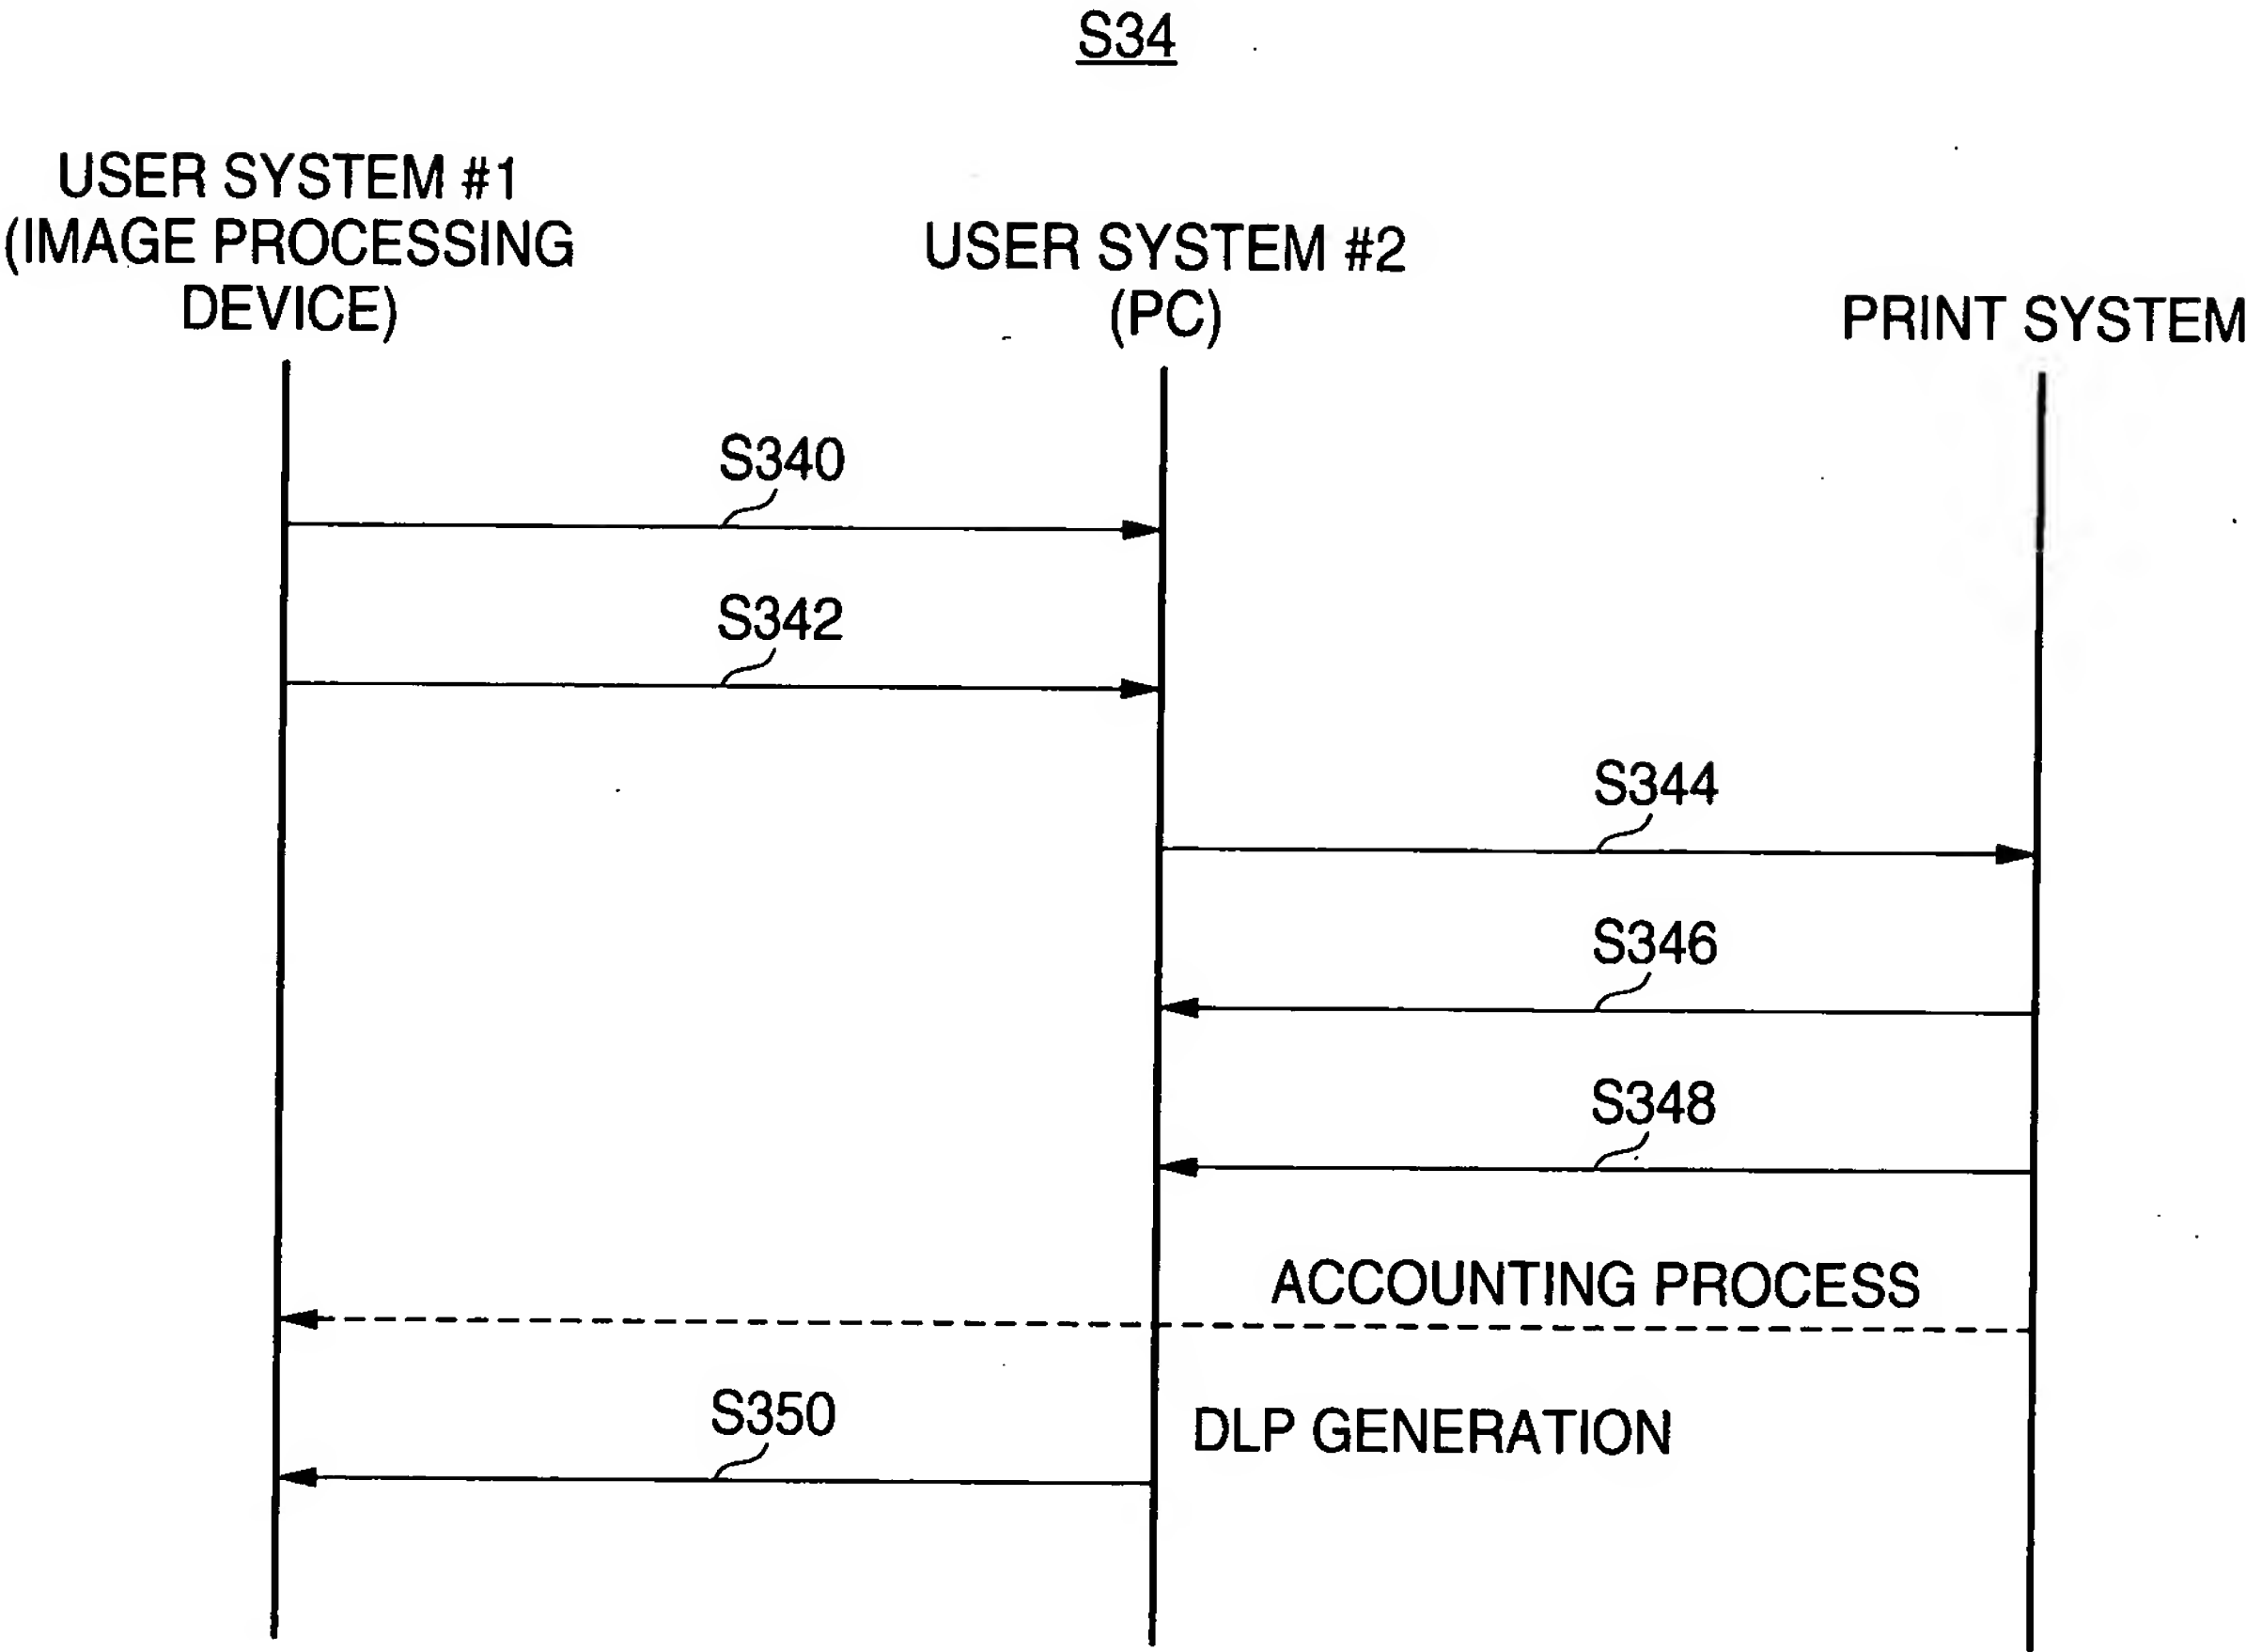 S34
USER SYSTEM #1
(IMAGE PROCESSING
DEVICE)
USER SYSTEM #2
(PC)
PRINT SYSTEM
S340
S342
S344
S346
S348
ACCOUNTING PROCESS
S350
DLP GENERATION